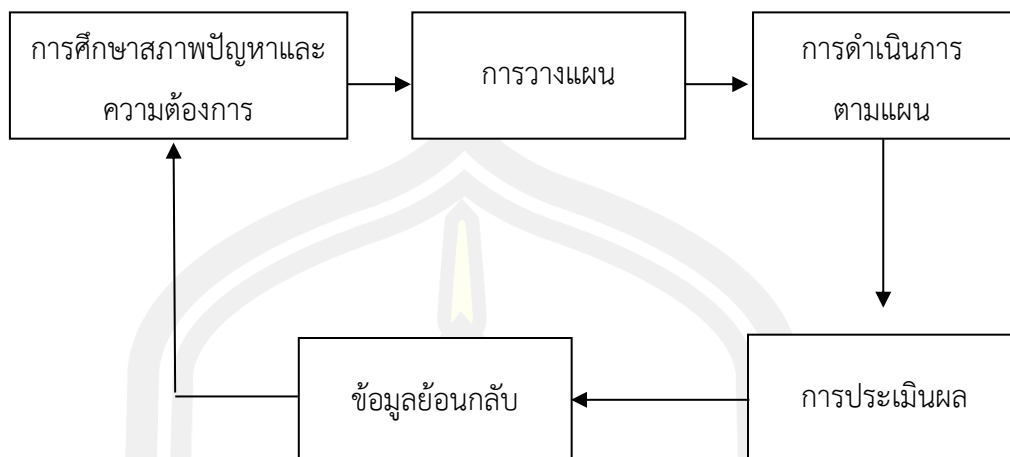 การศึกษาสภาพปัญหาและ
ความต้องการ
การวางแผน
การดำเนินการ
ตามแผน
ข้อมูลย้อนกลับ
การประเมินผล